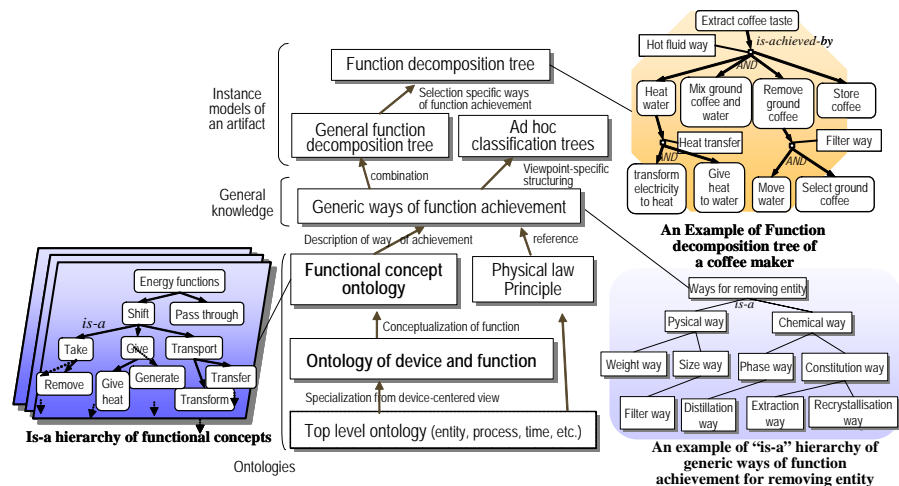 Instance models of
an artifact
General
knowledge
Ontologies
Function decomposition tree
Selection specific ways
of function achievement
General function
decomposition tree
Ad hoc
classification trees
combination
Viewpoint-specific
structuring
Generic ways of function achievement
Description of way of achievement
reference
Functional concept
ontology
Physical law
Principle
Conceptualization of function
Ontology of device and function
Specialization from device-centered view
Top level ontology (entity, process, time, etc.)
Energy functions
Shift
Pass through
is-a
Take
Give
Transport
Remove
Give
heat
Generate
Transfer
Transform
Is-a hierarchy of functional concepts
Extract coffee taste
Hot fluid way
is-achieved-by
AND
Heat
water
Mix ground
coffee and
water
Remove
ground
coffee
Store
coffee
Heat transfer
Filter way
AND
AND
transform
electricity
to heat
Give
heat
to water
Move
water
Select ground
coffee
An Example of Function
decomposition tree of
a coffee maker
Ways for removing entity
is-a
Pysical way
Chemical way
Weight way
Size way
Phase way
Constitution way
Filter way
Distillation
way
Extraction
way
Recrystallisation
way
An example of “is-a” hierarchy of
generic ways of function
achievement for removing entity